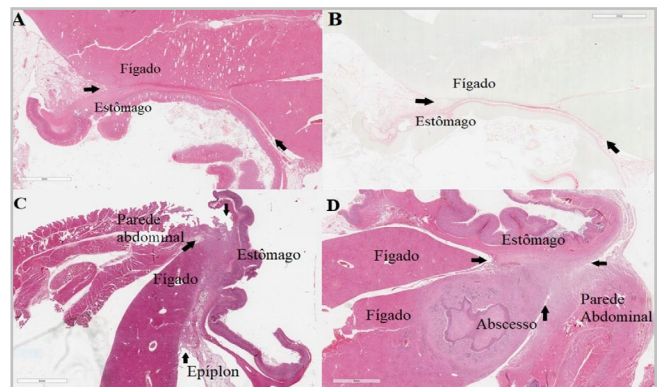 A
Fígado
Estômago
B
Fígado
Estômago
C
Parede
abdominal
Estômago
Fígado
Epíplon
D
Estômago
Fígado
Fígado
Abscesso
Parede
Abdominal